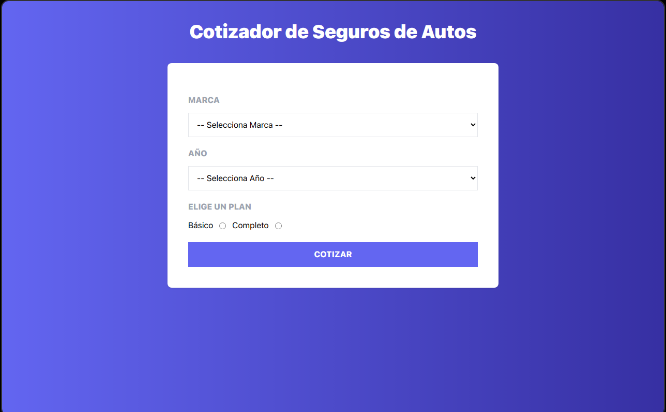 Cotizador de Seguros de Autos
MARCA
-- Selecciona Marca --
AÑO
-- Selecciona Año --
ELIGE UN PLAN
Básico Completo
COTIZAR